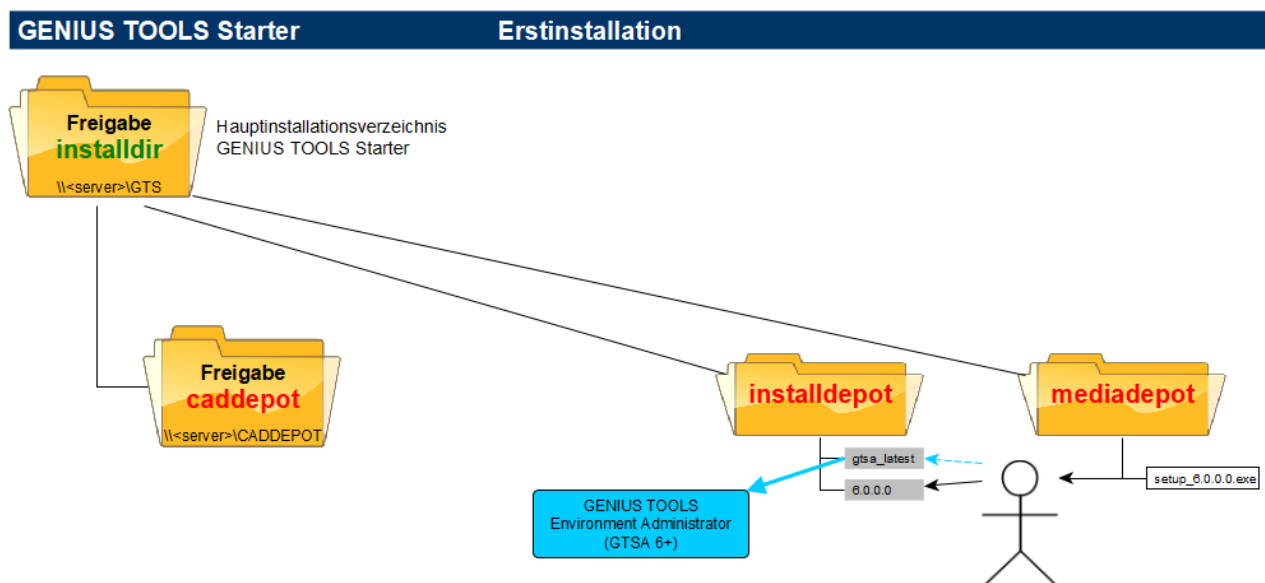 GENIUS TOOLS Starter Erstinstallation
Freigabe
installdir
\\<server>\GTS
Hauptinstallationsverzeichnis
GENIUS TOOLS Starter
Freigabe
caddepot
\\<server>\CADDEPOT
installdepot
mediadepot
gtsa_latest
6.0.0.0
setup_6.0.0.0.exe
GENIUS TOOLS
Environment Administrator
(GTSA 6+)